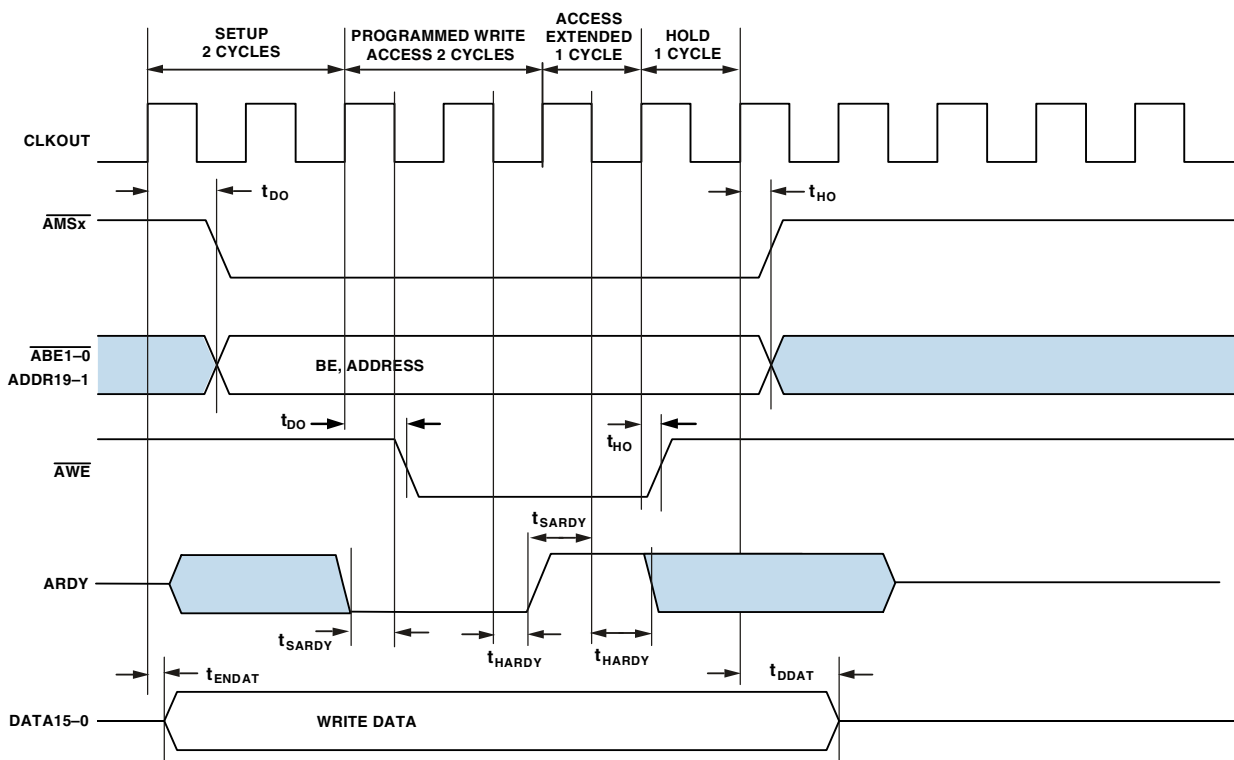 SETUP
2 CYCLES
PROGRAMMED WRITE
ACCESS 2 CYCLES
ACCESS
EXTENDED
1 CYCLE
HOLD
1 CYCLE
CLKOUT
tDO
tHO
AMSx
ABE1–0
ADDR19–1
BE, ADDRESS
tDO
tHO
AWE
tSARDY
ARDY
tSARDY
tHARDY
tHARDY
tENDAT
tDDAT
DATA15–0
WRITE DATA